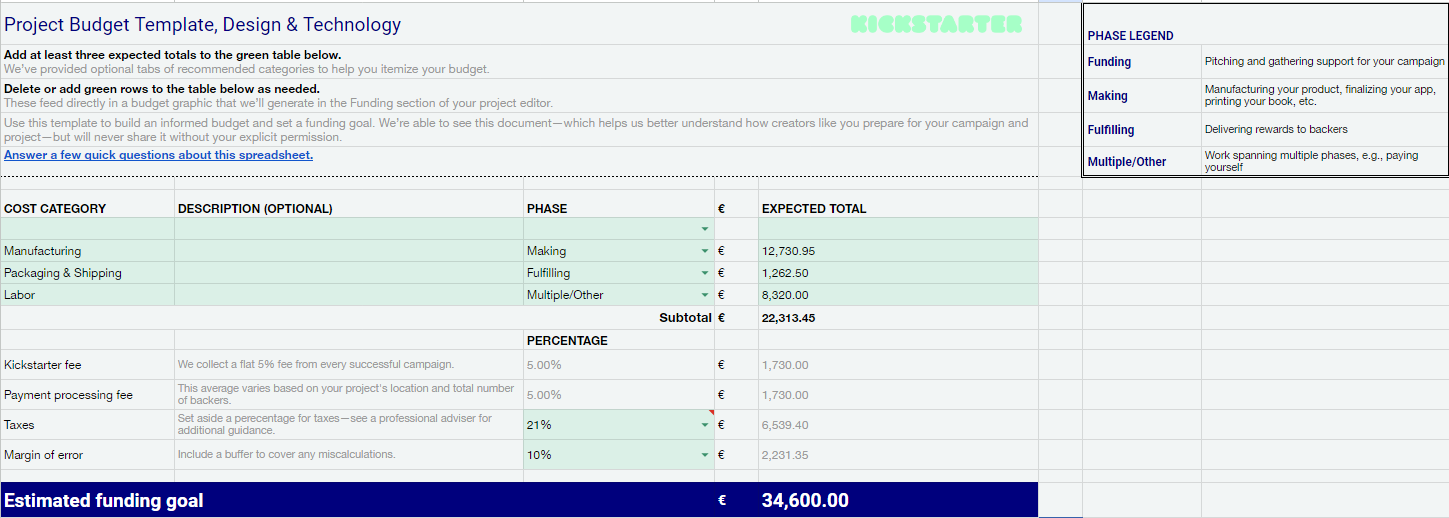 Project Budget Template, Design & Technology
KICKSTARTER
Add at least three expected totals to the green table below.
We've provided optional tabs of recommended categories to help you itemize your budget.
Delete or add green rows to the table below as needed.
These feed directly in a budget graphic that we'll generate in the Funding section of your project editor.
Use this template to build an informed budget and set a funding goal. We're able to see this document—which helps us better understand how creators like you prepare for your campaign and
project—but will never share it without your explicit permission.
Answer a few quick questions about this spreadsheet.
PHASE LEGEND
Funding Pitching and gathering support for your campaign
Making Manufacturing your product, finalizing your app,
printing your book, etc.
Fulfilling Delivering rewards to backers
Multiple/Other Work spanning multiple phases, e.g., paying
yourself
COST CATEGORY DESCRIPTION (OPTIONAL) PHASE € EXPECTED TOTAL
Manufacturing Making € 12,730.95
Packaging & Shipping Fulfilling € 1,262.50
Labor Multiple/Other € 8,320.00
Subtotal € 22,313.45
PERCENTAGE
Kickstarter fee We collect a flat 5% fee from every successful campaign. 5.00% € 1,730.00
Payment processing fee This average varies based on your project's location and total number
of backers. 5.00% € 1,730.00
Taxes Set aside a perecentage for taxes—see a professional adviser for
additional guidance. 21% € 6,539.40
Margin of error Include a buffer to cover any miscalculations. 10% € 2,231.35
Estimated funding goal € 34,600.00